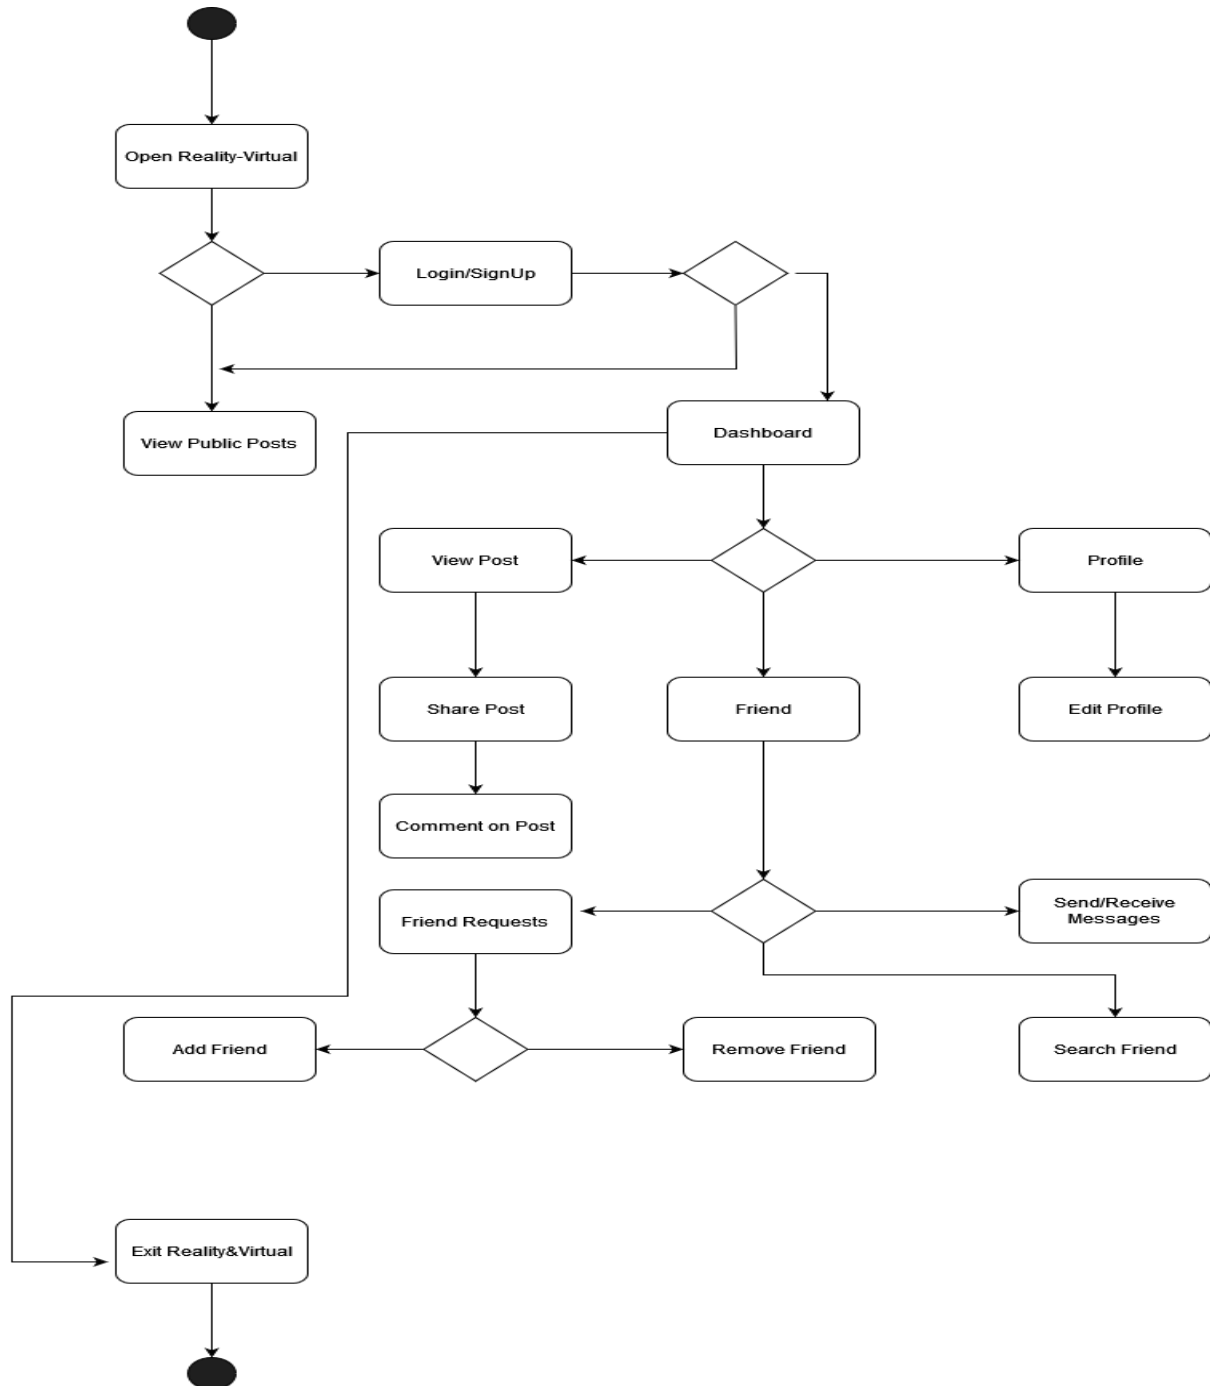 Open Reality-Virtual
Login/SignUp
View Public Posts
Dashboard
View Post
Profile
Share Post
Friend
Edit Profile
Comment on Post
Friend Requests
Send/Receive
Messages
Add Friend
Remove Friend
Search Friend
Exit Reality&Virtual